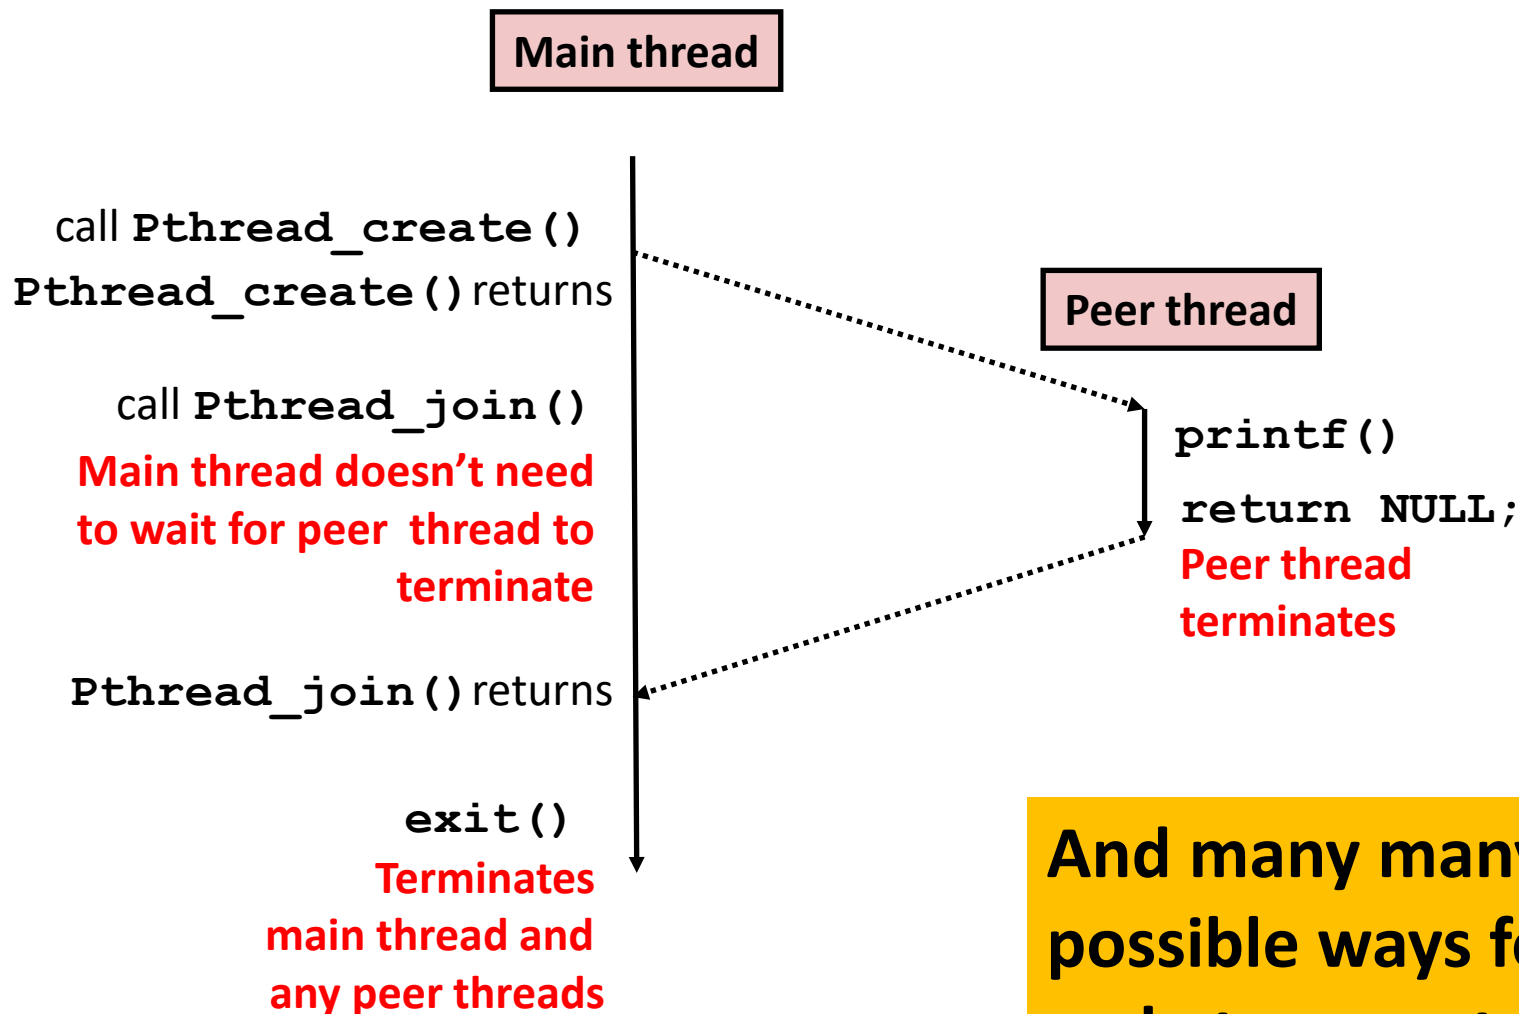 Main thread
call Pthread_create()
Pthread_create() returns
Peer thread
call Pthread_join()
Main thread doesn’t need
to wait for peer thread to
terminate
printf()
return NULL;
Peer thread
terminates
Pthread_join() returns
exit()
Terminates
main thread and
any peer threads
And many many
possible ways